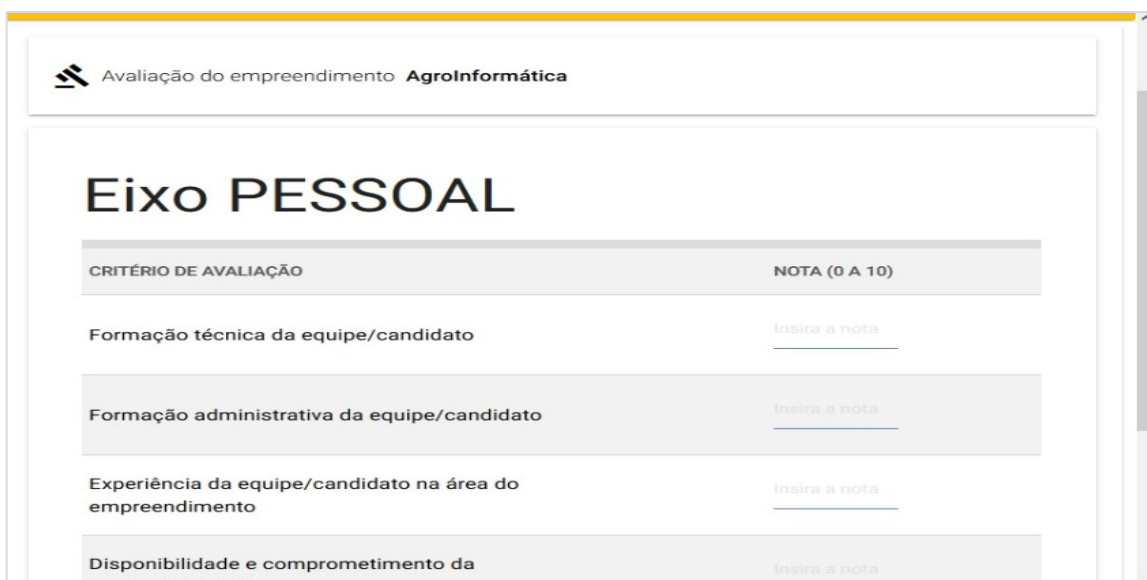 Avaliação do empreendimento AgroInformática
Eixo PESSOAL
CRITÉRIO DE AVALIAÇÃO NOTA (0 A 10)
Formação técnica da equipe/candidato Insira a nota
Formação administrativa da equipe/candidato Insira a nota
Experiência da equipe/candidato na área do
empreendimento
Insira a nota
Disponibilidade e comprometimento da
Insira a nota